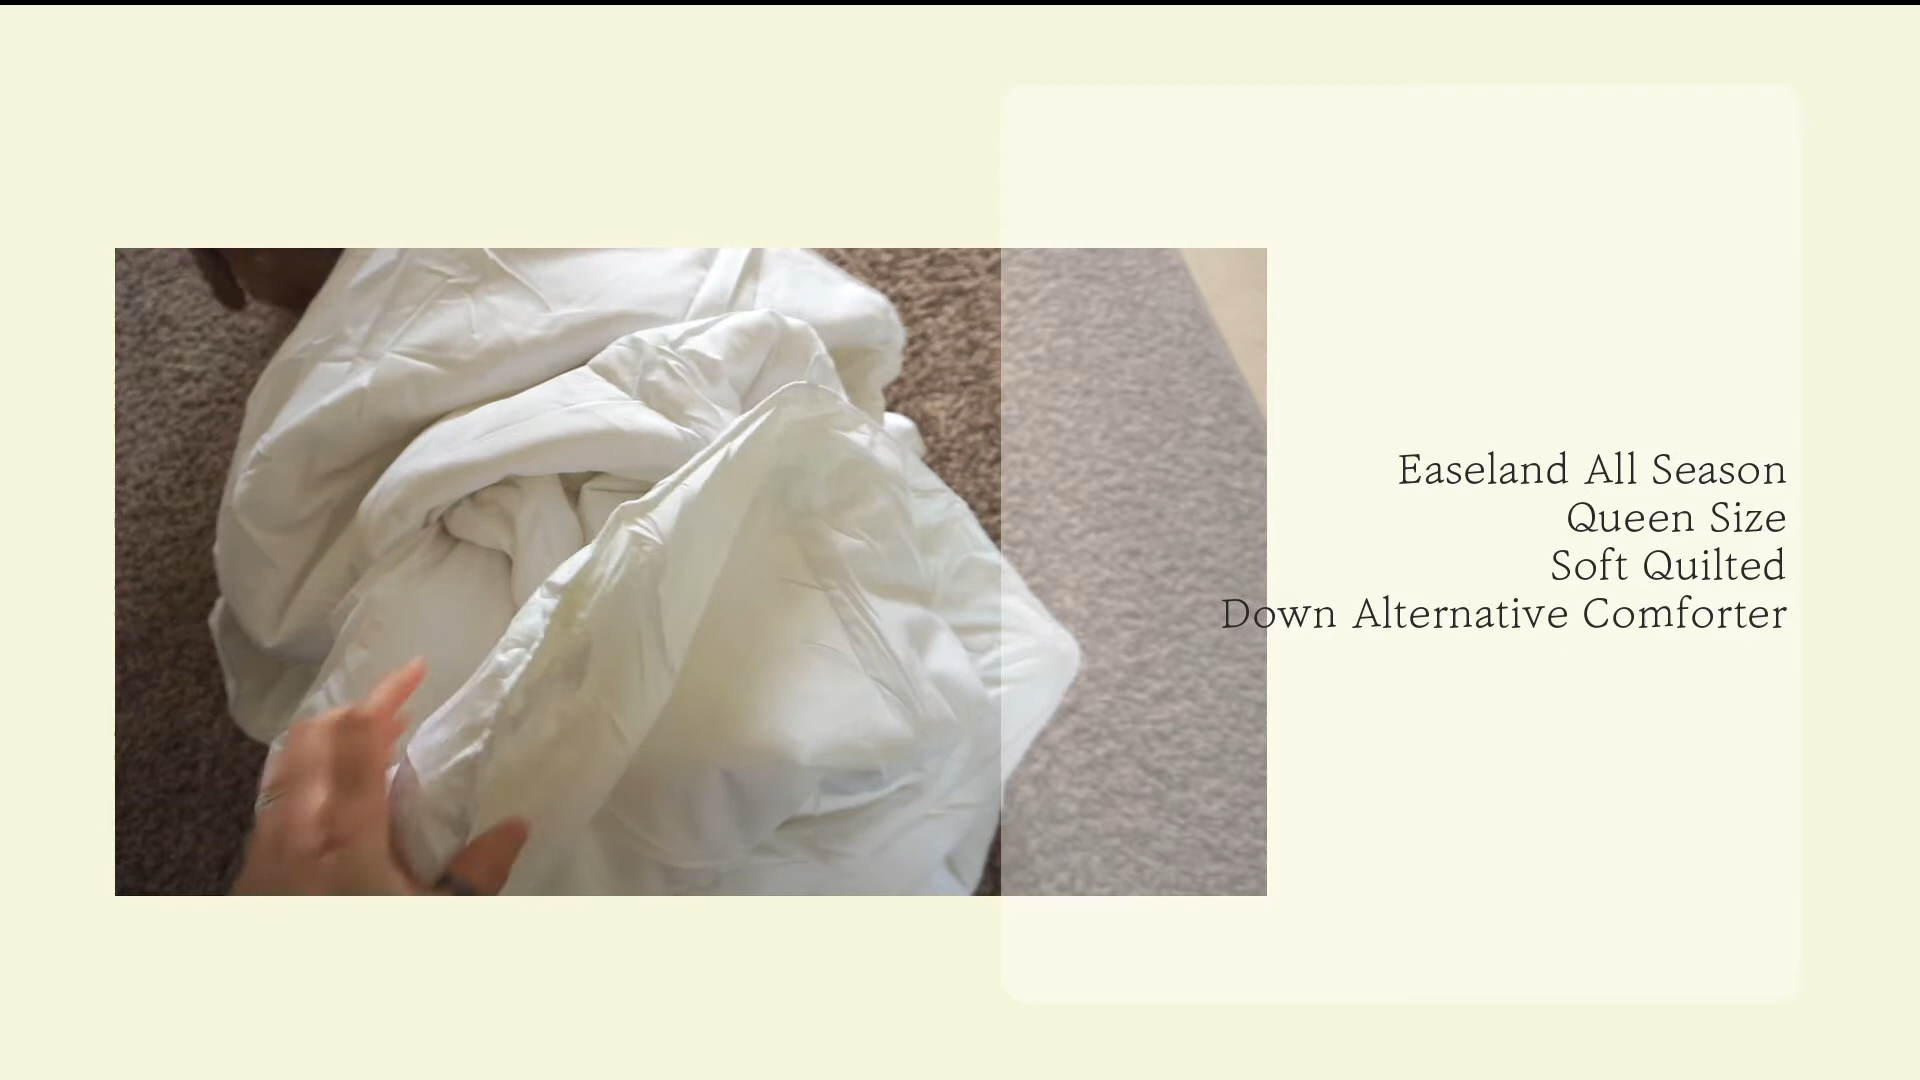 Easeland All Season
Queen Size
Soft Quilted
Down Alternative Comforter